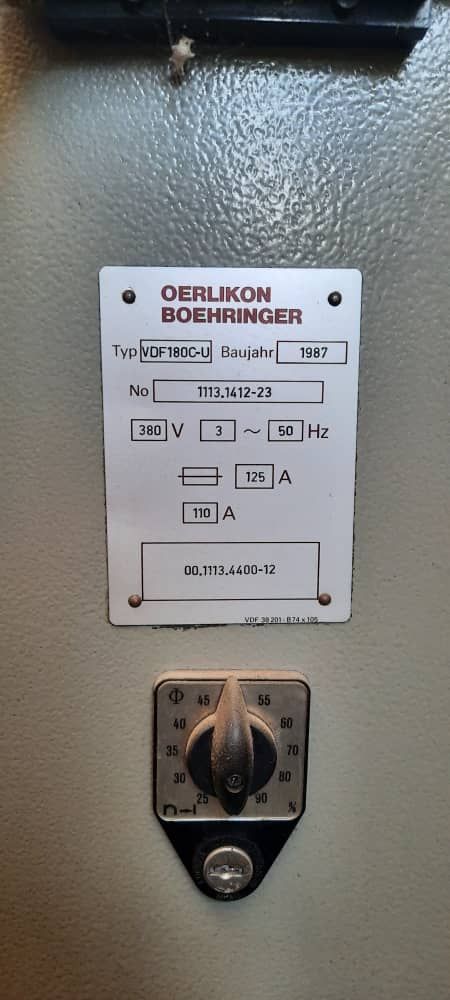 OERLIKON
BOEHRINGER
Typ VDF180C-U Baujahr 1987
No 1113.1412-23
380 V 3 ~ 50 Hz
125 A
110 A
00.1113.4400-12
VDF 38 201 - B74 x 105
Φ 45 55
40 60
35 70
30 80
25 90
%